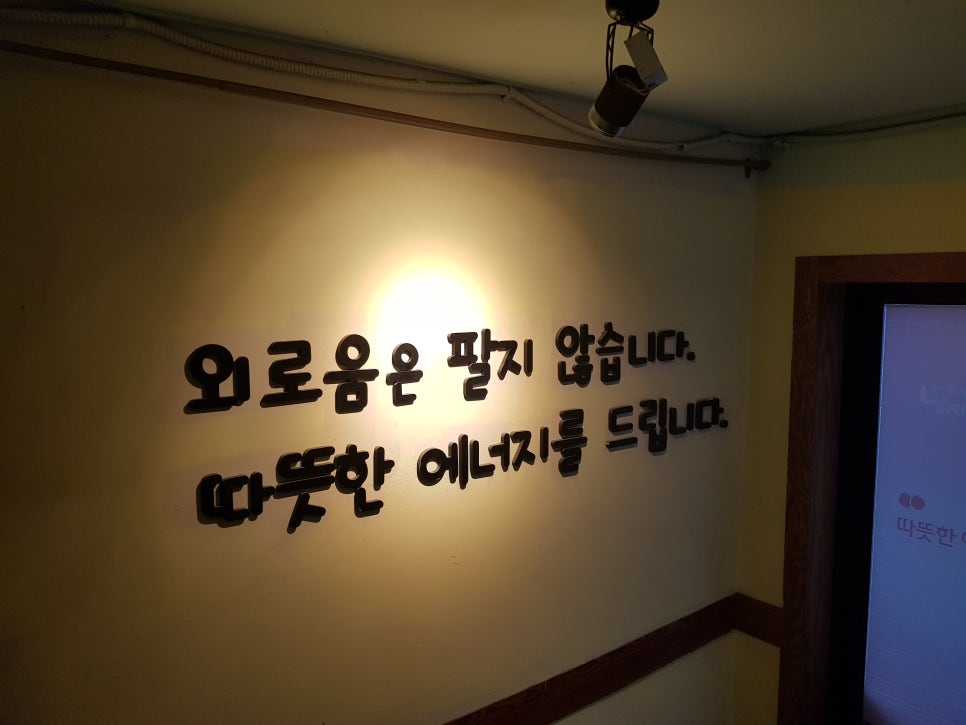 외로움은 팔지 않습니다.
따뜻한 에너지를 드립니다.
따뜻한